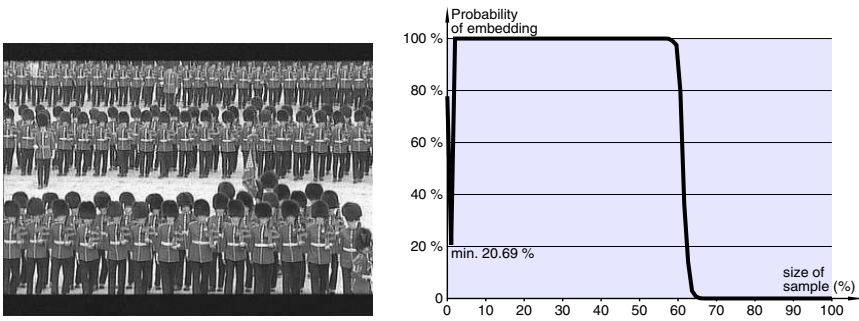 Probability
of embedding
100 %
80 %
60 %
40 %
20 %
0
min. 20.69 %
size of
sample (%)
0 10 20 30 40 50 60 70 80 90 100